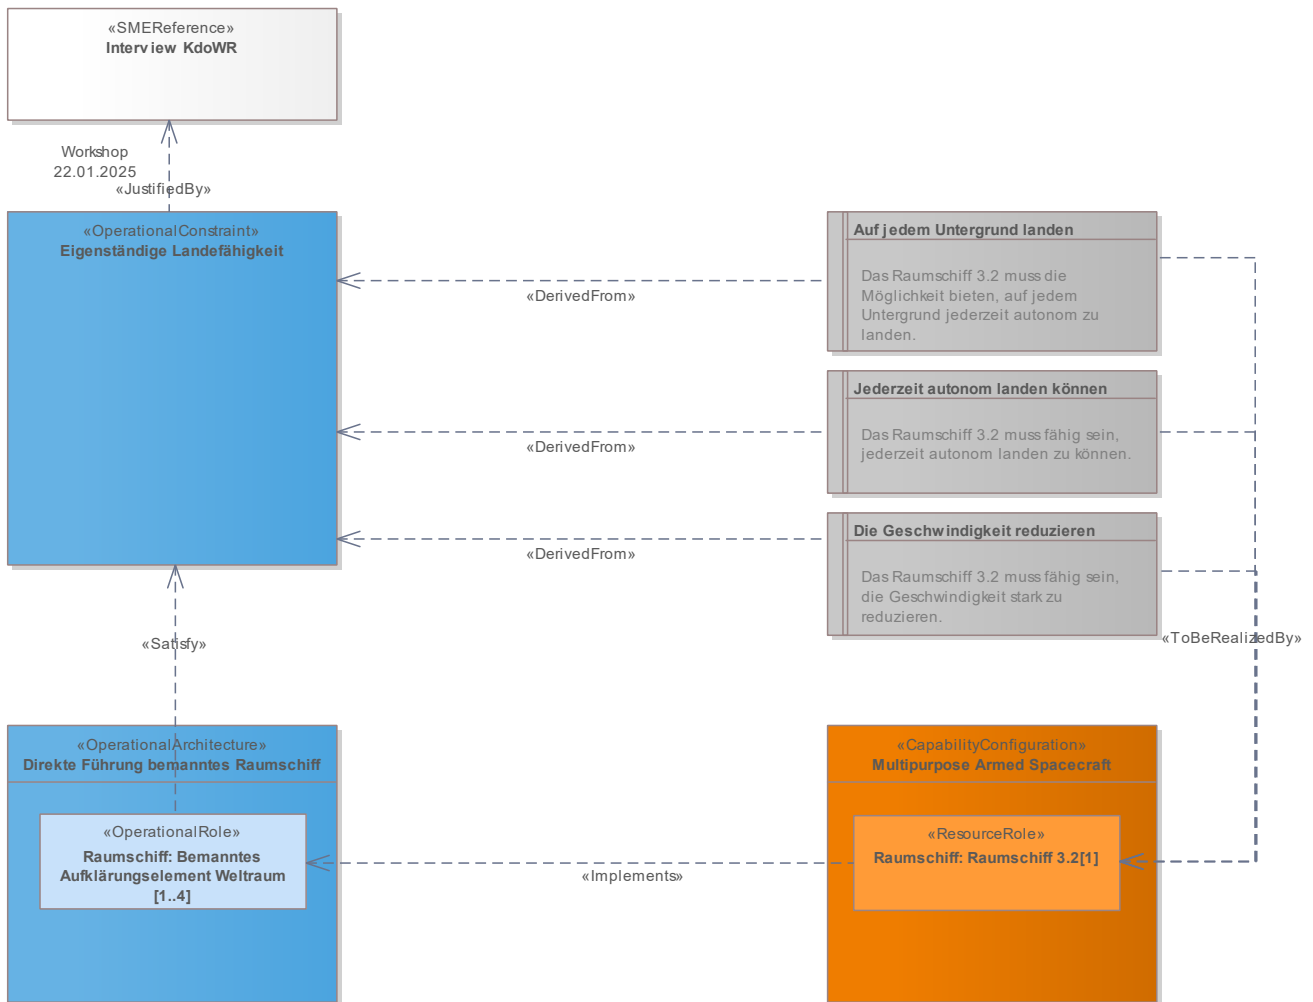 «SMEReference»
Interview KdoWR
Workshop
22.01.2025
«JustifiedBy»
«OperationalConstraint»
Eigenständige Landefähigkeit
Auf jedem Untergrund landen
Das Raumschiff 3.2 muss die
Möglichkeit bieten, auf jedem
Untergrund jederzeit autonom zu
landen.
«DerivedFrom»
Jederzeit autonom landen können
Das Raumschiff 3.2 muss fähig sein,
jederzeit autonom landen zu können.
«DerivedFrom»
Die Geschwindigkeit reduzieren
Das Raumschiff 3.2 muss fähig sein,
die Geschwindigkeit stark zu
reduzieren.
«DerivedFrom»
«Satisfy»
«ToBeRealizedBy»
«OperationalArchitecture»
Direkte Führung bemanntes Raumschiff
«OperationalRole»
Raumschiff: Bemanntes
Aufklärungselement Weltraum
[1..4]
«Implements»
«CapabilityConfiguration»
Multipurpose Armed Spacecraft
«ResourceRole»
Raumschiff: Raumschiff 3.2[1]